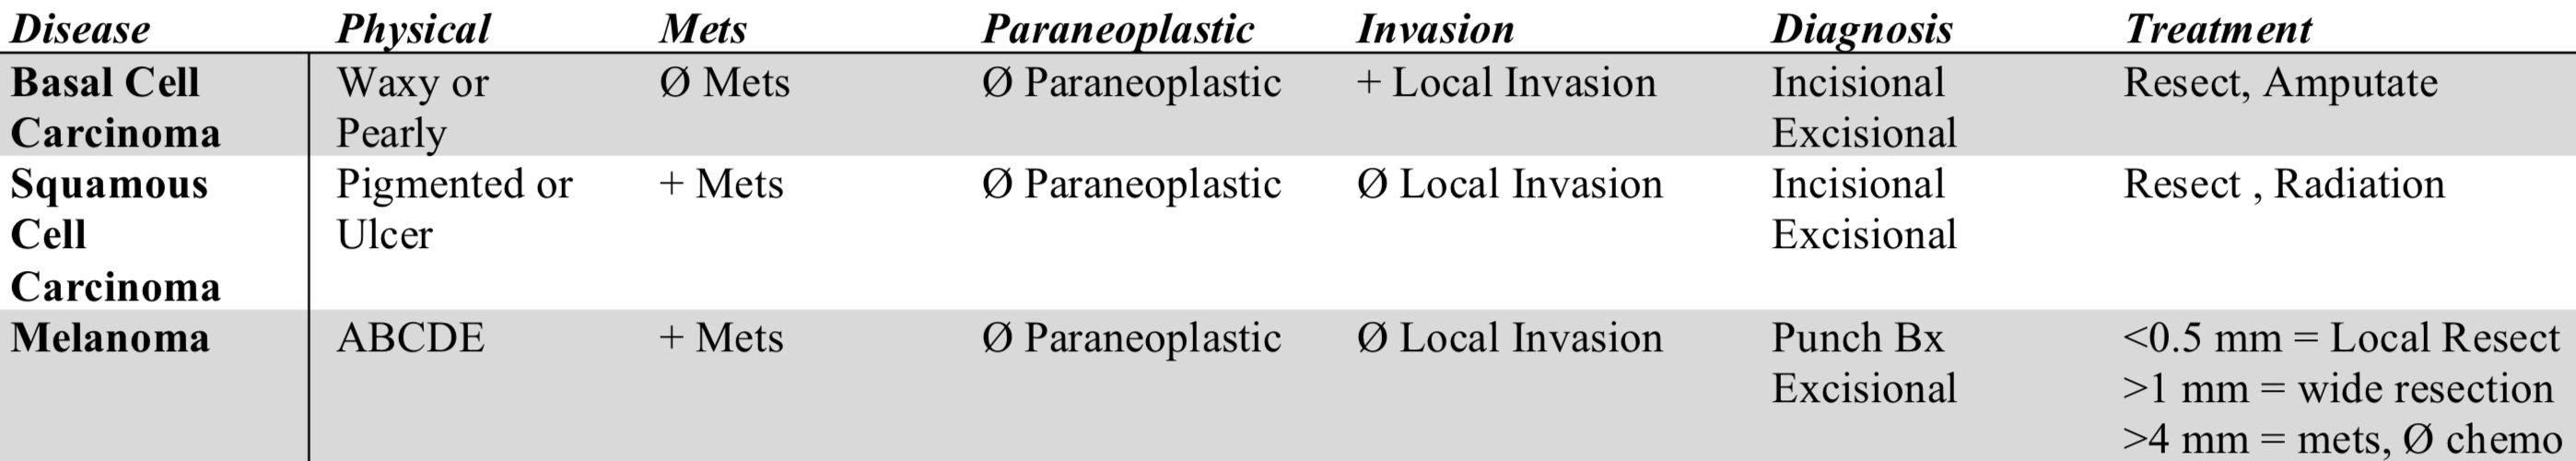 Disease Physical Mets Paraneoplastic Invasion Diagnosis Treatment
Basal Cell Waxy or Ø Mets Ø Paraneoplastic + Local Invasion Incisional Resect, Amputate
Carcinoma Pearly Excisional
Squamous Pigmented or + Mets Ø Paraneoplastic Ø Local Invasion Incisional Resect , Radiation
Cell Ulcer Excisional
Carcinoma
Melanoma ABCDE + Mets Ø Paraneoplastic Ø Local Invasion Punch Bx <0.5 mm = Local Resect
Excisional >1 mm = wide resection
>4 mm = mets, Ø chemo